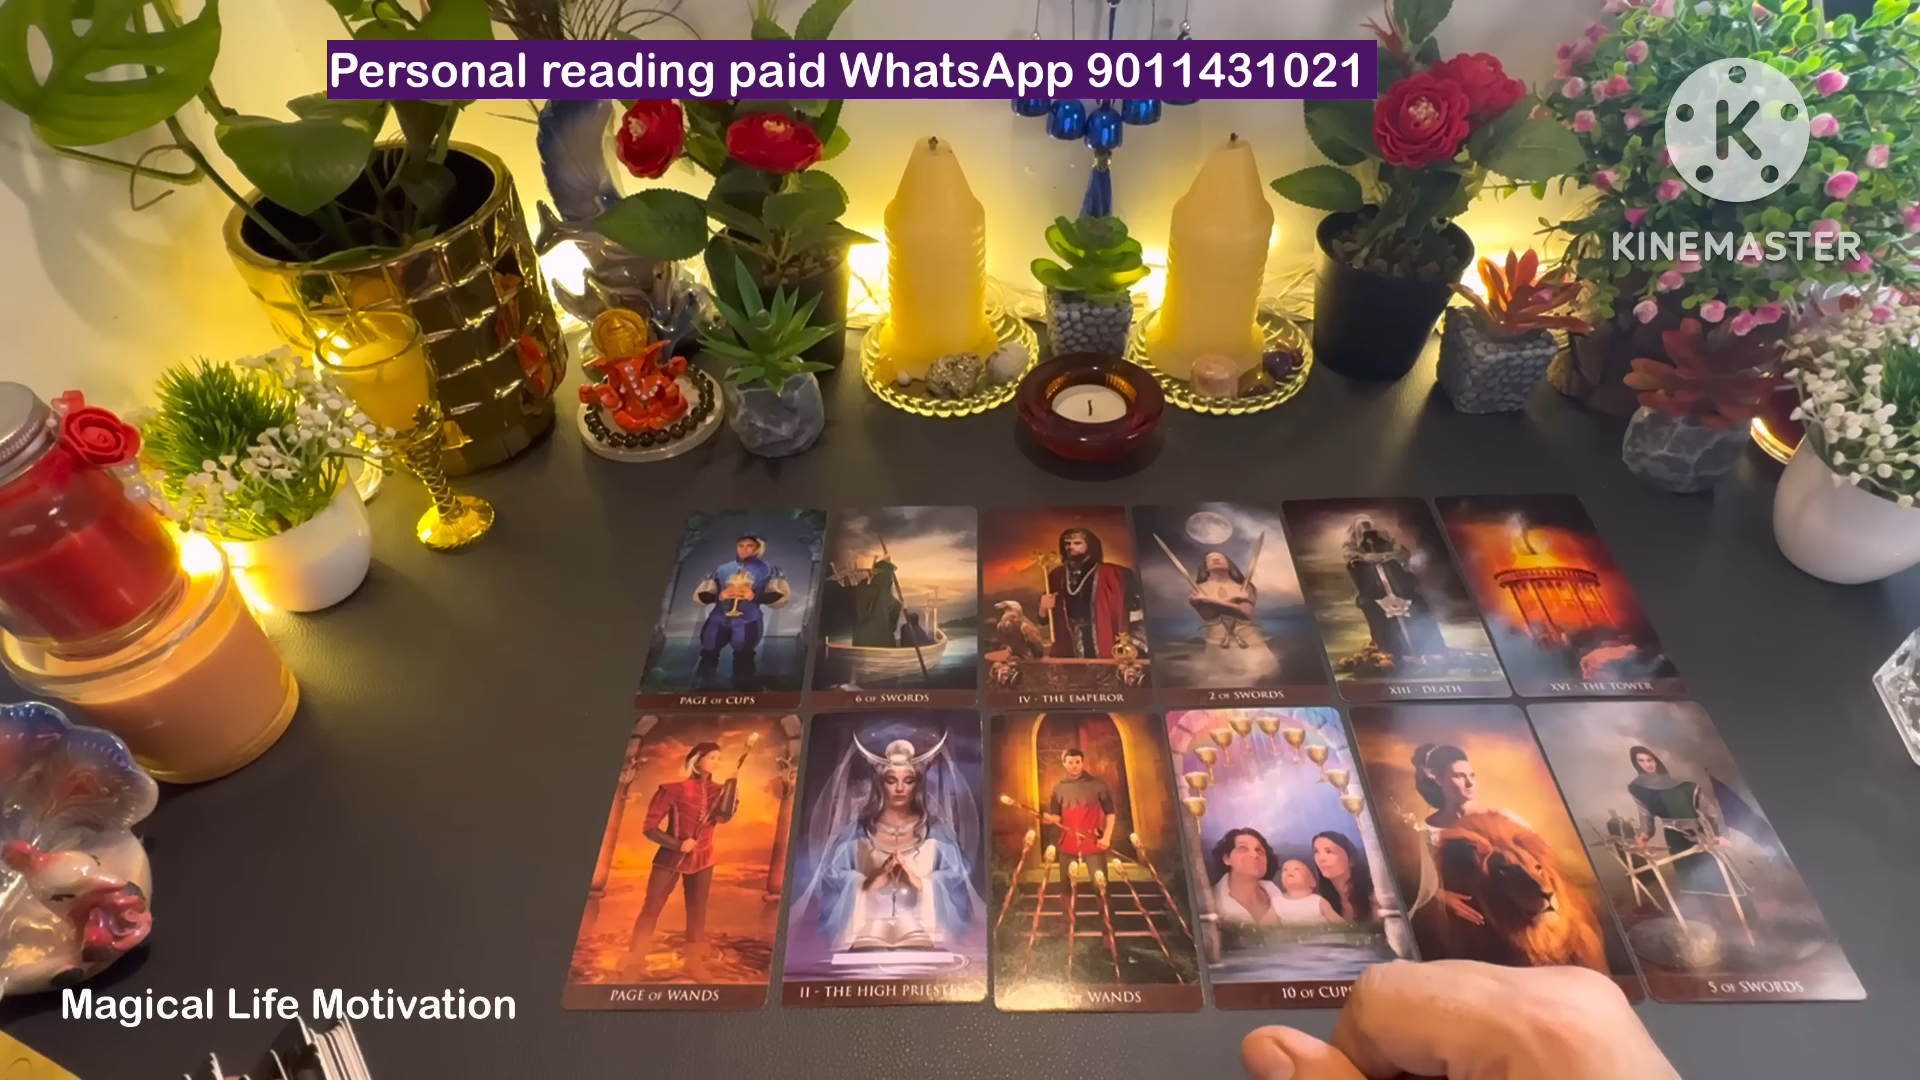 Personal reading paid WhatsApp 9011431021
K
KINEMASTER
PAGE OF CUPS
6 OF SWORDS
IV - THE EMPEROR
2 OF SWORDS
XIII - DEATH
XVI - THE TOWER
PAGE OF WANDS
II - THE HIGH PRIESTESS
WANDS
10 OF CUPS
5 OF SWORDS
Magical Life Motivation